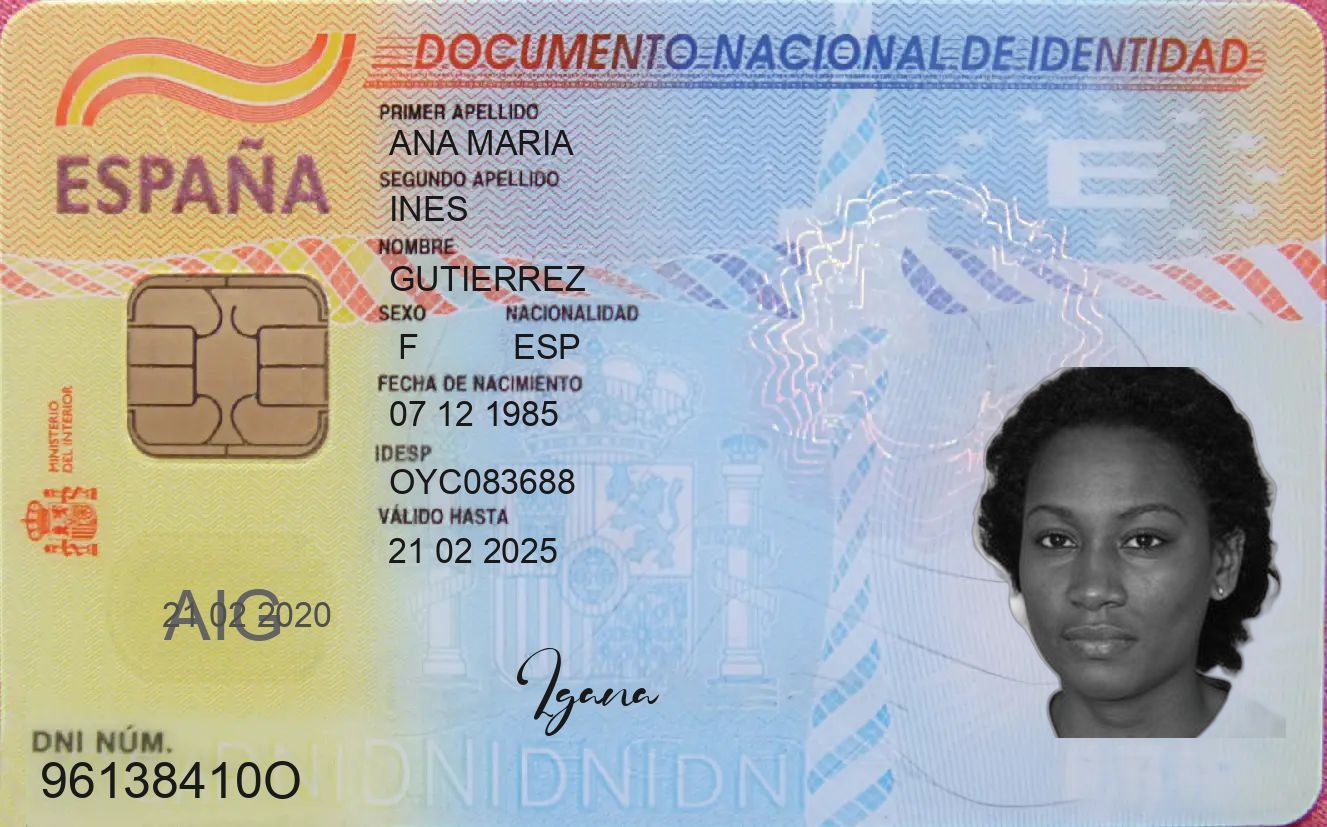 DOCUMENTO NACIONAL DE IDENTIDAD
ESPAÑA
PRIMER APELLIDO
ANA MARIA
SEGUNDO APELLIDO
INES
NOMBRE
GUTIERREZ
SEXO NACIONALIDAD
F ESP
FECHA DE NACIMIENTO
07 12 1985
IDESP
OYC083688
VÁLIDO HASTA
21 02 2025
MINISTERIO
DEL INTERIOR
AIG
21 02 2020
Igana
DNI NÚM.
96138410O
DNIDNIDNIDNI
E